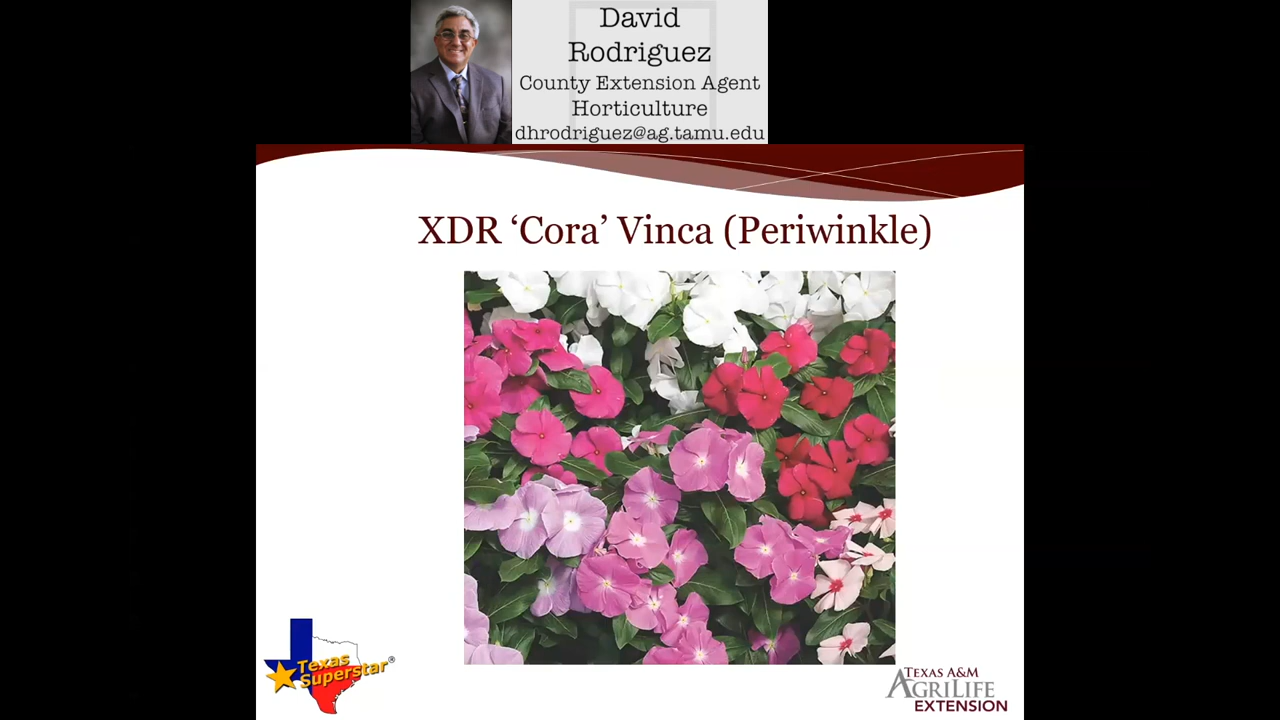 David
Rodriguez
County Extension Agent
Horticulture
dhrodriguez@ag.tamu.edu
XDR ‘Cora’ Vinca (Periwinkle)
Texas
Superstar®
TEXAS A&M
AGRILIFE
EXTENSION